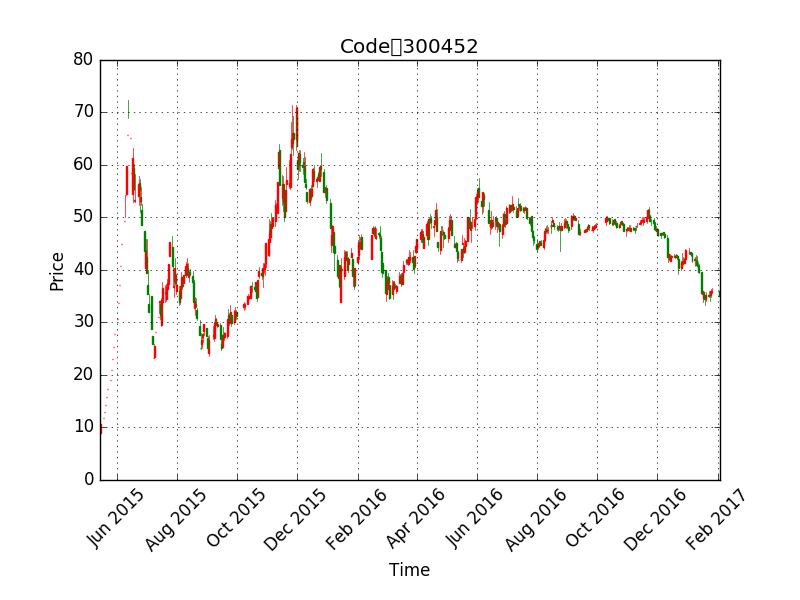 Code▯300452
80
70
60
50
40
30
20
10
0
Price
Jun 2015
Aug 2015
Oct 2015
Dec 2015
Feb 2016
Apr 2016
Jun 2016
Aug 2016
Oct 2016
Dec 2016
Feb 2017
Time